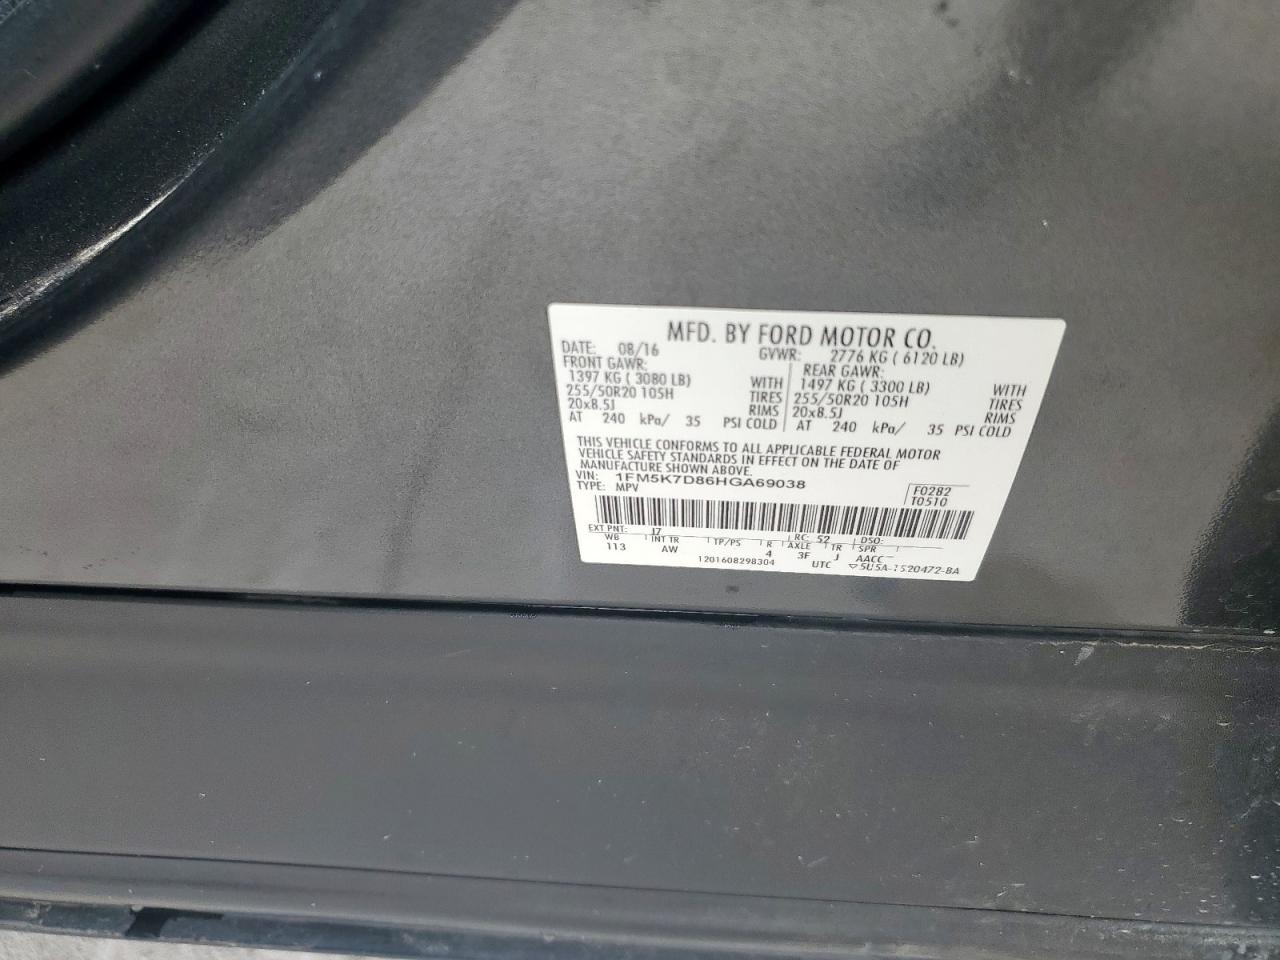 MFD. BY FORD MOTOR CO.
DATE: 08/16 GVWR: 2776 KG ( 6120 LB)
FRONT GAWR: REAR GAWR:
1397 KG ( 3080 LB) WITH 1497 KG ( 3300 LB) WITH
255/50R20 105H TIRES 255/50R20 105H TIRES
20x8.5J RIMS 20x8.5J RIMS
AT 240 kPa/ 35 PSI COLD AT 240 kPa/ 35 PSI COLD
THIS VEHICLE CONFORMS TO ALL APPLICABLE FEDERAL MOTOR
VEHICLE SAFETY STANDARDS IN EFFECT ON THE DATE OF
MANUFACTURE SHOWN ABOVE.
VIN: 1FM5K7D86HGA69038 F0282
TYPE: MPV T0510
EXT PNT: J7 RC: 52 DSO:
WB INT TR TP/PS R AXLE TR SPR
113 AW 4 3F J AACC
1201608298304 UTC ▽5U5A-1520472-BA